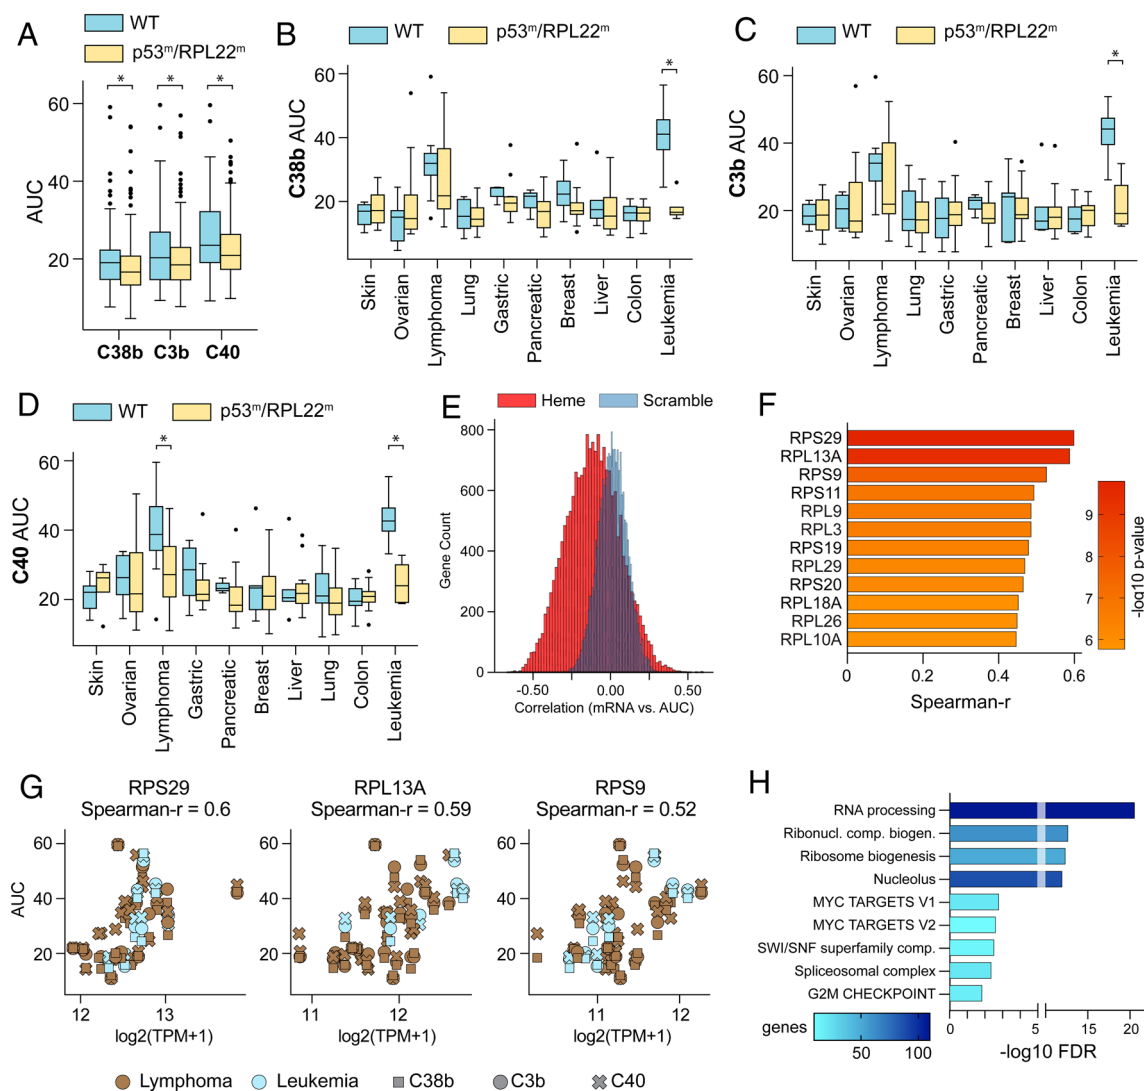 A
WT
p53ᵐ/RPL22ᵐ
AUC
60
40
20
*
*
*
C38b
C3b
C40
B
WT
p53ᵐ/RPL22ᵐ
C38b AUC
60
40
20
*
Skin
Ovarian
Lymphoma
Lung
Gastric
Pancreatic
Breast
Liver
Colon
Leukemia
C
WT
p53ᵐ/RPL22ᵐ
C3b AUC
60
40
20
*
Skin
Ovarian
Lymphoma
Lung
Gastric
Pancreatic
Breast
Liver
Colon
Leukemia
D
WT
p53ᵐ/RPL22ᵐ
C40 AUC
60
40
20
*
*
Skin
Ovarian
Lymphoma
Gastric
Pancreatic
Breast
Liver
Lung
Colon
Leukemia
E
Heme
Scramble
Gene Count
800
600
400
200
0
-0.50
0.00
0.50
Correlation (mRNA vs. AUC)
F
RPS29
RPL13A
RPS9
RPS11
RPL9
RPL3
RPS19
RPL29
RPS20
RPL18A
RPL26
RPL10A
0
0.2
0.4
0.6
Spearman-r
9
8
7
6
-log10 p-value
G
RPS29
Spearman-r = 0.6
AUC
60
40
20
12
13
log2(TPM+1)
RPL13A
Spearman-r = 0.59
60
40
20
11
12
log2(TPM+1)
RPS9
Spearman-r = 0.52
60
40
20
11
12
log2(TPM+1)
Lymphoma
Leukemia
C38b
C3b
C40
H
RNA processing
Ribonucl. comp. biogen.
Ribosome biogenesis
Nucleolus
MYC TARGETS V1
MYC TARGETS V2
SWI/SNF superfamily comp.
Spliceosomal complex
G2M CHECKPOINT
0
2
4
5
10
20
-log10 FDR
genes
50
100